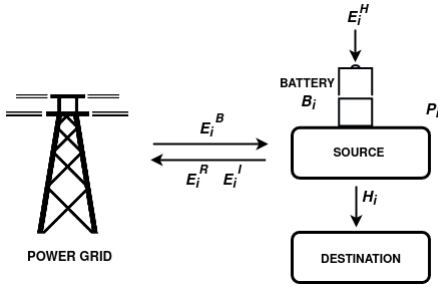 E_i^H
BATTERY
B_i
P_i
E_i^B
SOURCE
E_i^R E_i^I
H_i
POWER GRID
DESTINATION